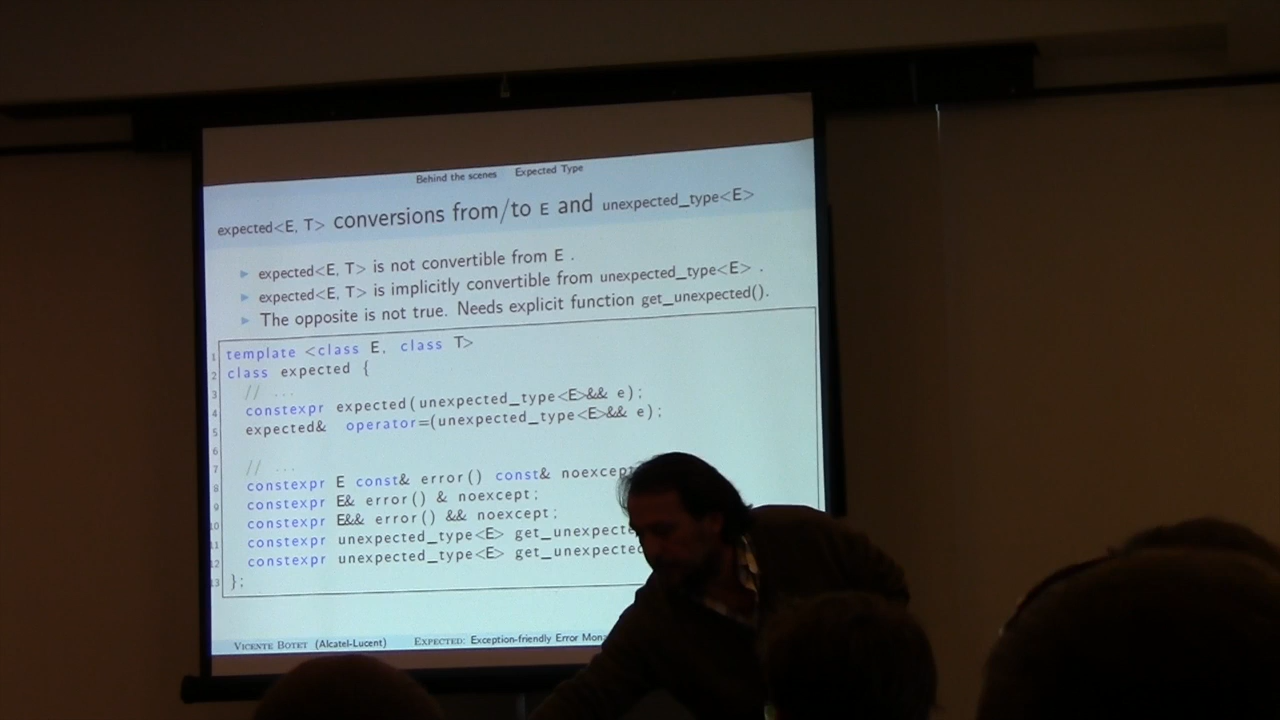 Behind the scenes Expected Type
expected<E, T> conversions from/to E and unexpected_type<E>
▶ expected<E, T> is not convertible from E .
▶ expected<E, T> is implicitly convertible from unexpected_type<E> .
▶ The opposite is not true. Needs explicit function get_unexpected().
1 template <class E, class T>
2 class expected {
3 // ...
4 constexpr expected(unexpected_type<E>&& e);
5 expected& operator=(unexpected_type<E>&& e);
6
7 // ...
8 constexpr E const& error() const& noexcept
9 constexpr E& error() & noexcept;
10 constexpr E&& error() && noexcept;
11 constexpr unexpected_type<E> get_unexpecte
12 constexpr unexpected_type<E> get_unexpected
13 };
VICENTE BOTET (Alcatel-Lucent) EXPECTED: Exception-friendly Error Mona